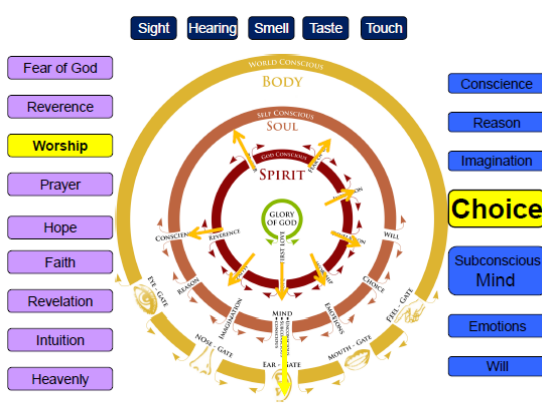 Sight
Hearing
Smell
Taste
Touch
Fear of God
Reverence
Worship
Prayer
Hope
Faith
Revelation
Intuition
Heavenly
WORLD CONSCIOUS
BODY
SELF CONSCIOUS
SOUL
GOD CONSCIOUS
SPIRIT
GLORY
OF GOD
FIRST LOVE
REVERENCE
CONSCIENCE
REASON
IMAGINATION
MIND
EMOTIONS
CHOICE
WILL
EYE - GATE
NOSE - GATE
EAR - GATE
MOUTH - GATE
FEEL - GATE
Conscience
Reason
Imagination
Choice
Subconscious
Mind
Emotions
Will